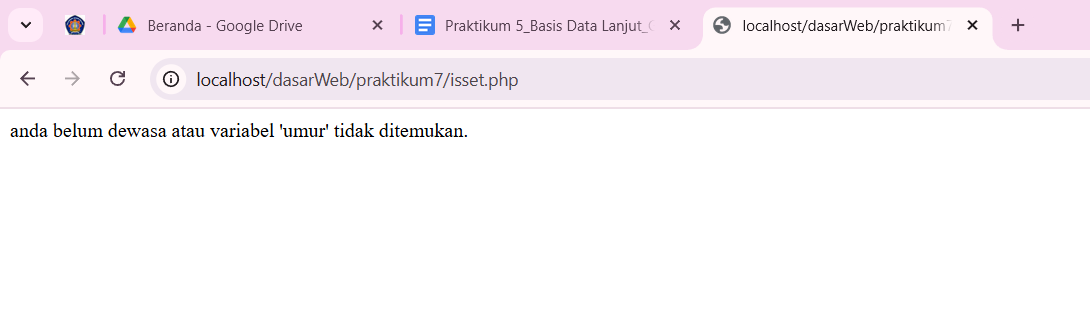 Beranda - Google Drive
Praktikum 5_Basis Data Lanjut_
localhost/dasarWeb/praktikum7
localhost/dasarWeb/praktikum7/isset.php
anda belum dewasa atau variabel 'umur' tidak ditemukan.